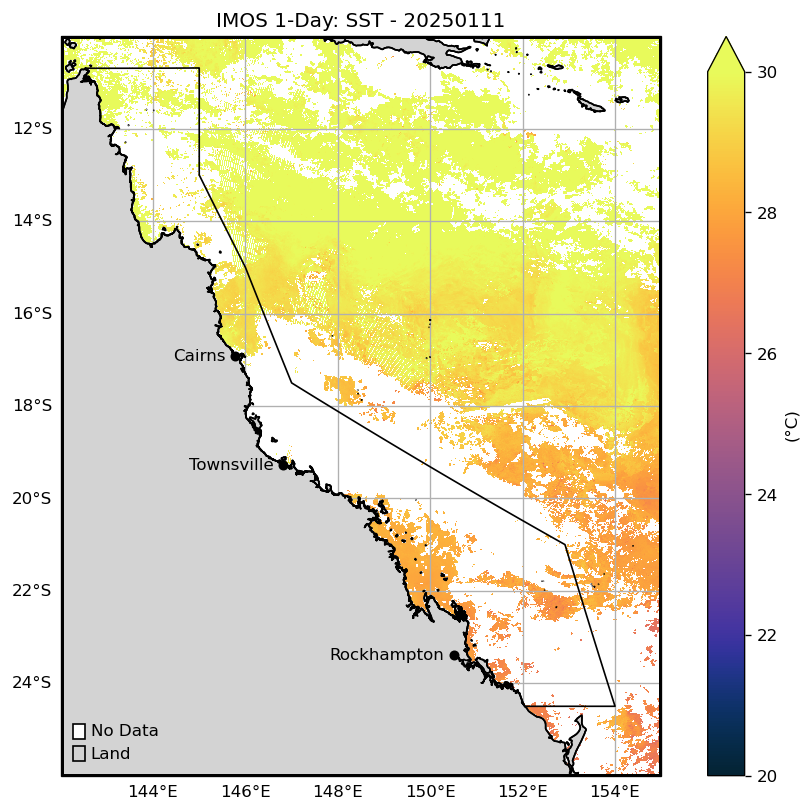 IMOS 1-Day: SST - 20250111
30
12°S
28
14°S
16°S
Cairns
26
18°S
(°C)
Townsville
24
20°S
22°S
22
Rockhampton
24°S
No Data
Land
20
144°E 146°E 148°E 150°E 152°E 154°E